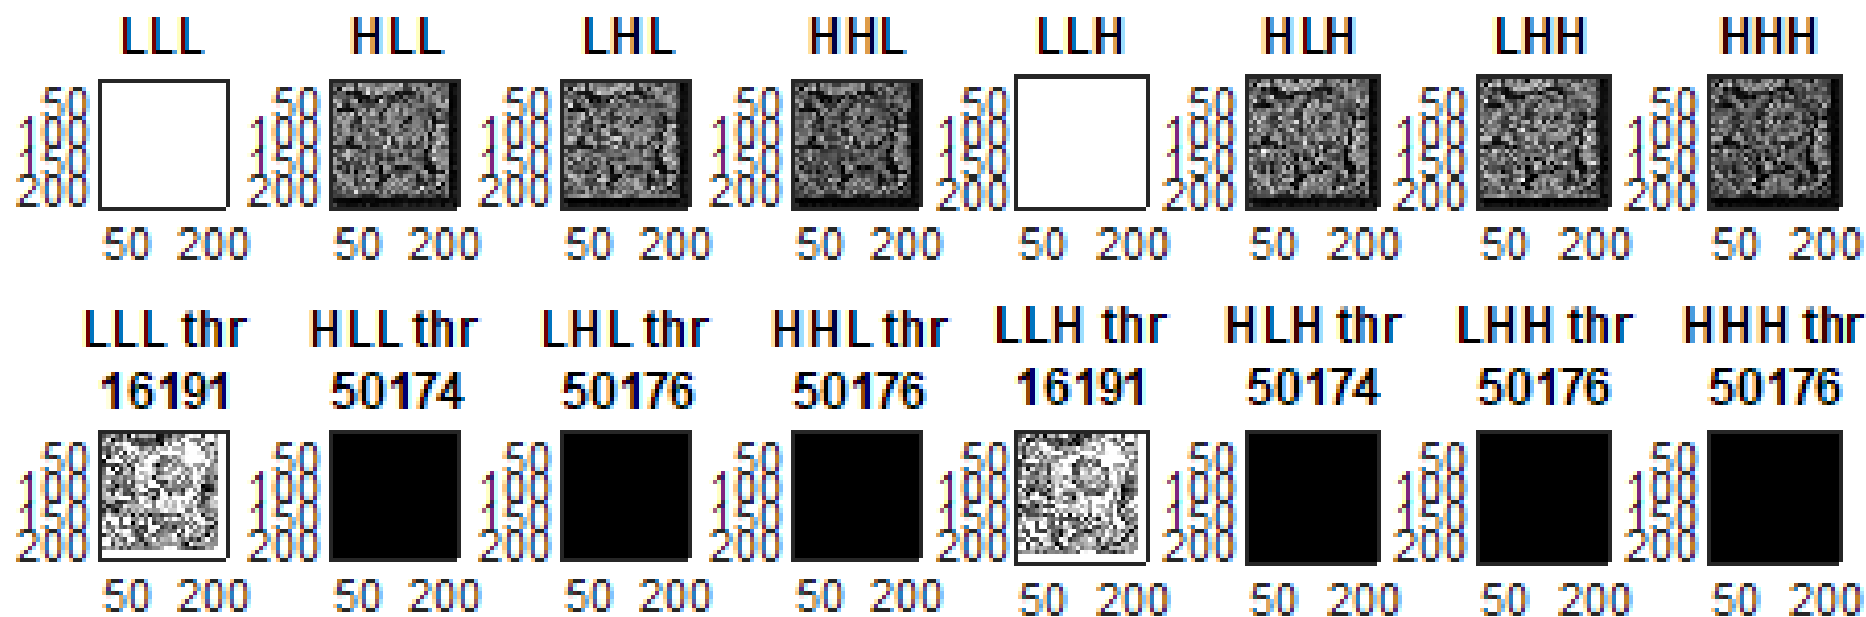 LLL HLL LHL HHL LLH HLH LHH HHH
50 50 50 50 50 50 50 50
100 100 100 100 100 100 100 100
150 150 150 150 150 150 150 150
200 200 200 200 200 200 200 200
50 200 50 200 50 200 50 200 50 200 50 200 50 200 50 200
LLL thr HLL thr LHL thr HHL thr LLH thr HLH thr LHH thr HHH thr
16191 50174 50176 50176 16191 50174 50176 50176
50 50 50 50 50 50 50 50
100 100 100 100 100 100 100 100
150 150 150 150 150 150 150 150
200 200 200 200 200 200 200 200
50 200 50 200 50 200 50 200 50 200 50 200 50 200 50 200